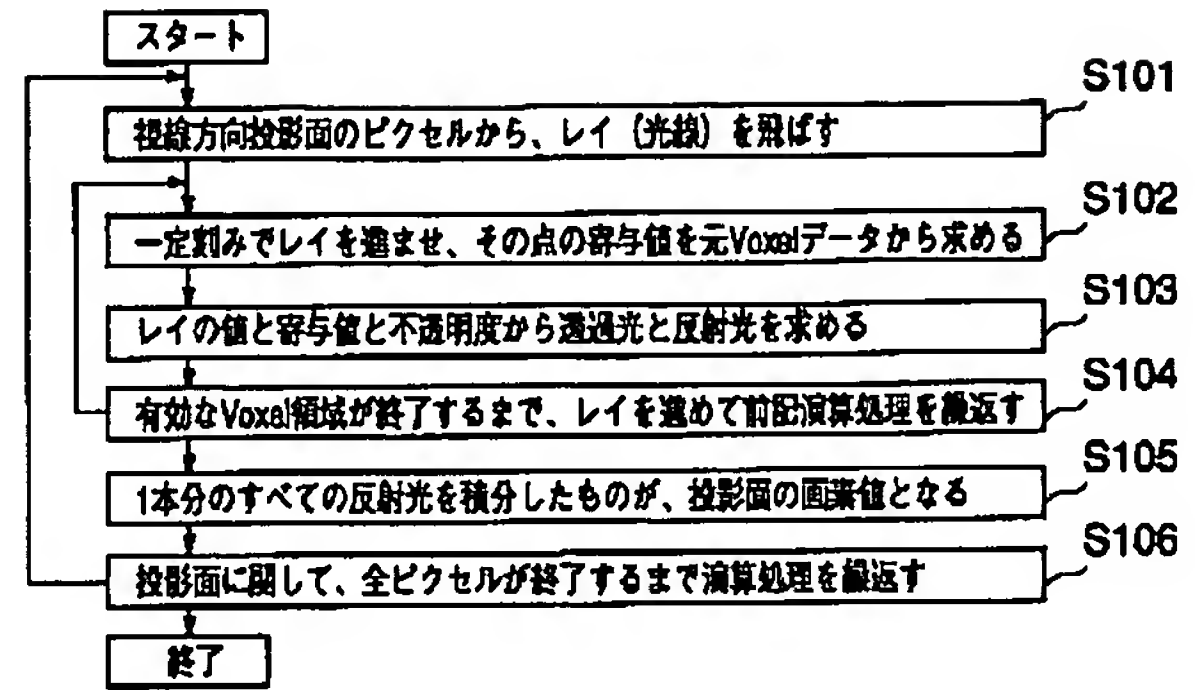 スタート
S101
視線方向投影面のピクセルから、レイ（光線）を飛ばす
S102
一定刻みでレイを進ませ、その点の寄与値を元Voxelデータから求める
S103
レイの値と寄与値と不透明度から透過光と反射光を求める
S104
有効なVoxel領域が終了するまで、レイを進めて前記演算処理を繰返す
S105
1本分のすべての反射光を積分したものが、投影面の画素値となる
S106
投影面に関して、全ピクセルが終了するまで演算処理を繰返す
終了